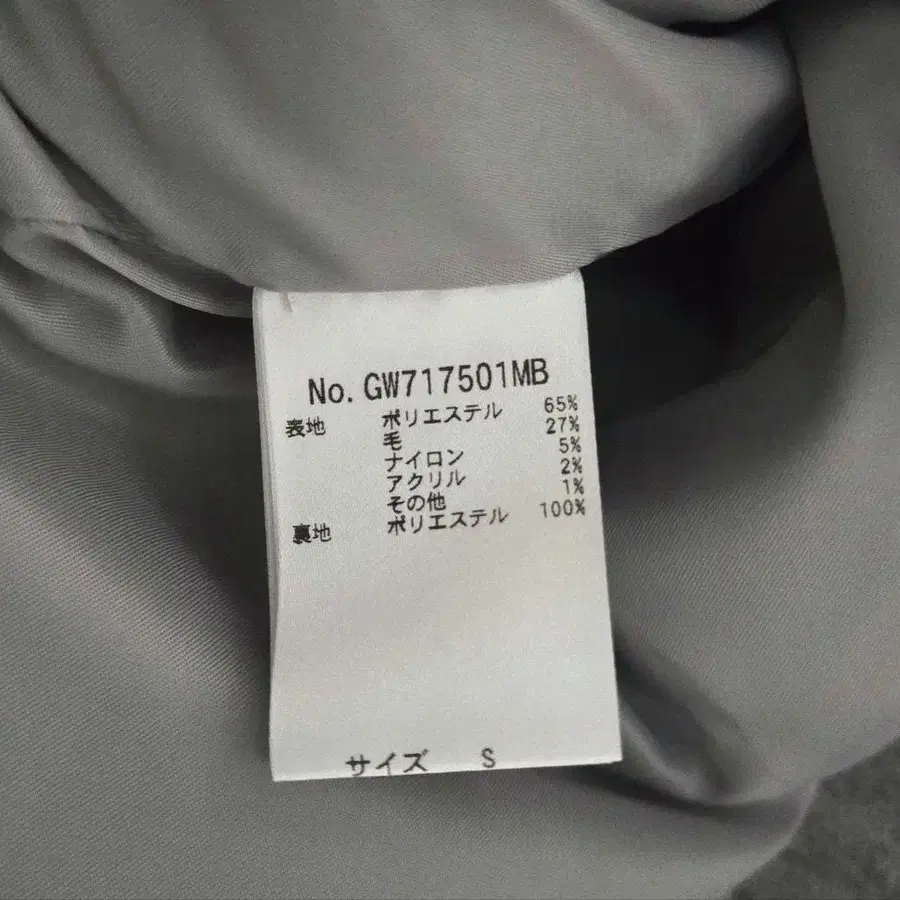 No. GW717501MB
表地 ポリエステル 65%
毛 27%
ナイロン 5%
アクリル 2%
その他 1%
裏地 ポリエステル 100%
サイズ S